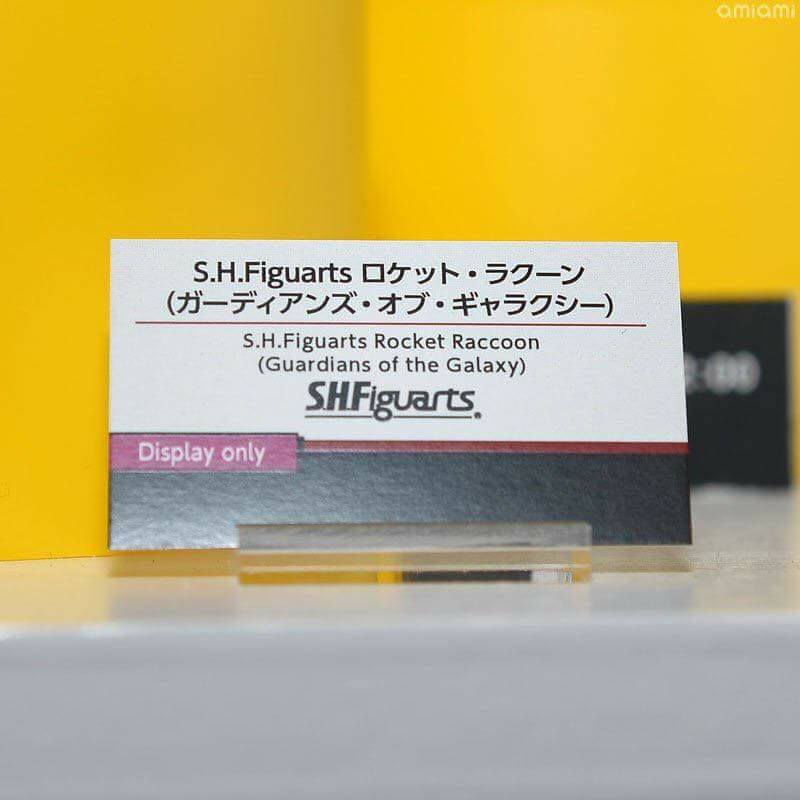 amiami
S.H.Figuarts ロケット・ラクーン
(ガーディアンズ・オブ・ギャラクシー)
S.H.Figuarts Rocket Raccoon
(Guardians of the Galaxy)
S.H.Figuarts®
Display only